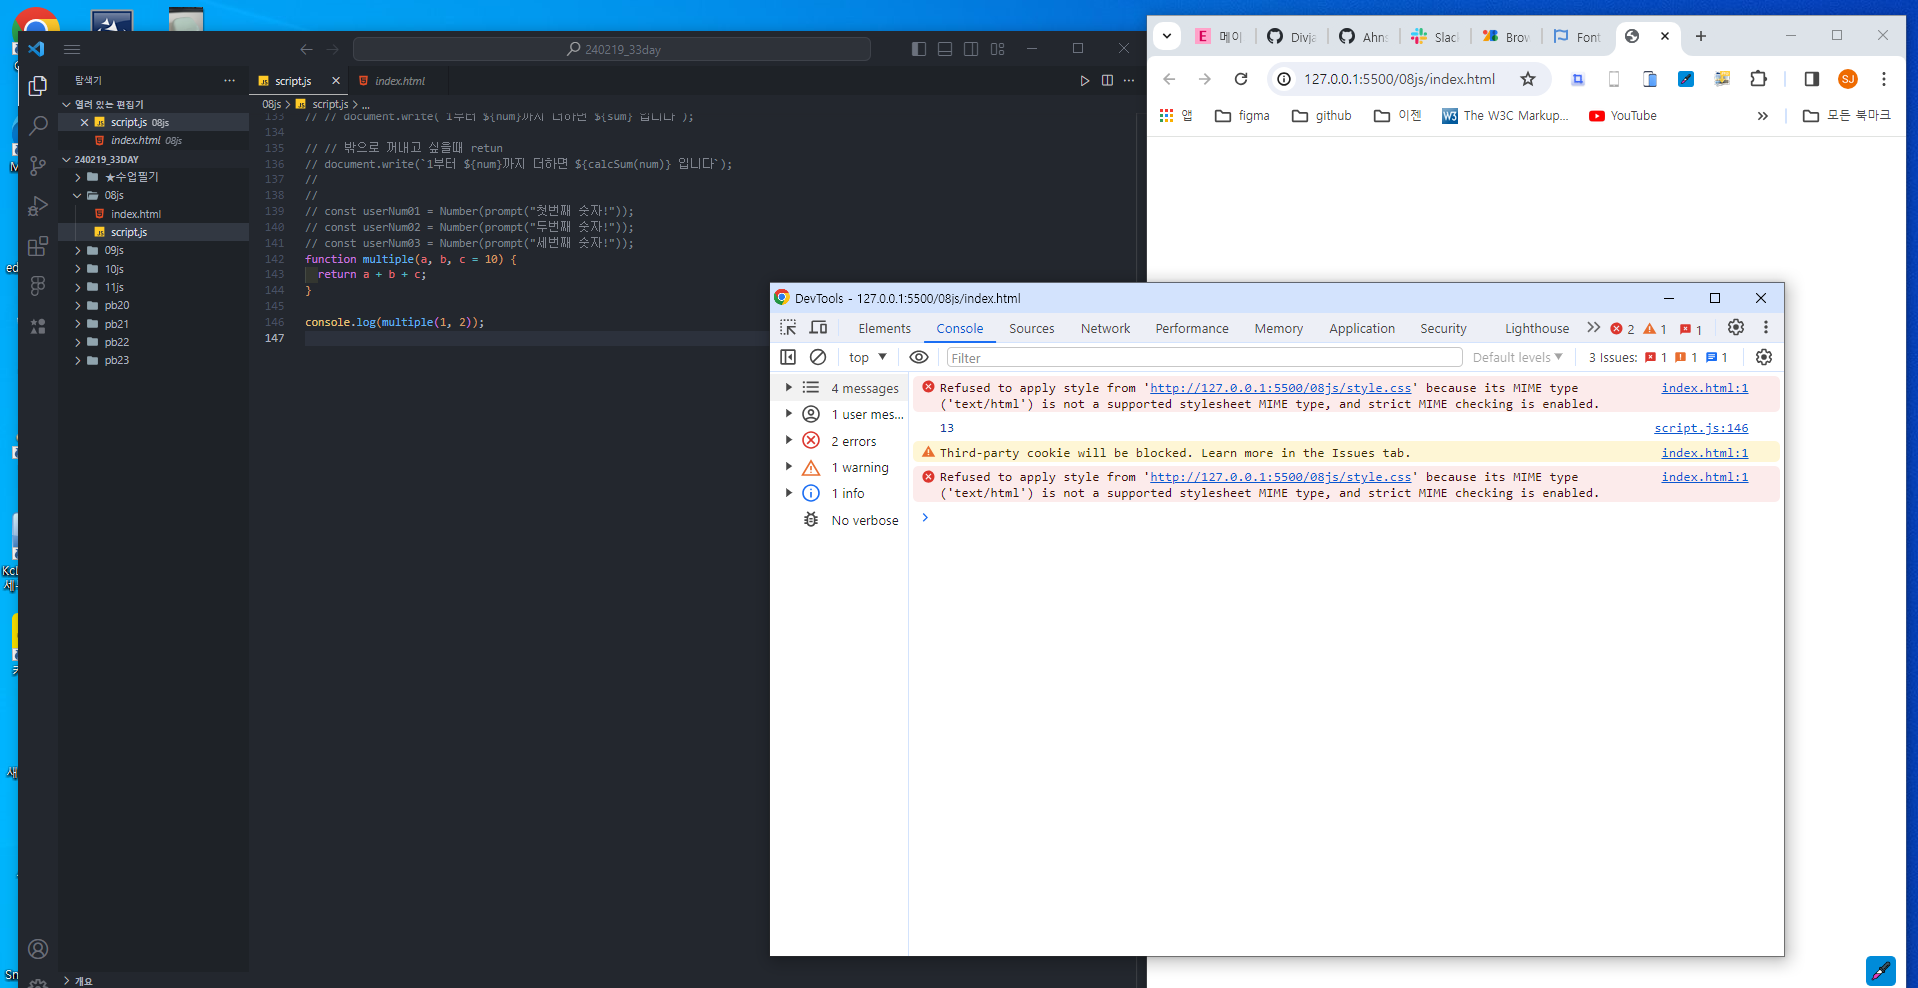 240219_33day
탐색기
열려 있는 편집기
script.js 08js
index.html 08js
240219_33DAY
★수업필기
08js
index.html
script.js
09js
10js
11js
pb20
pb21
pb22
pb23
개요
script.js
index.html
08js > script.js > ...
133 // // document.write(`1부터 ${num}까지 더하면 ${sum} 입니다`);
134
135 // // 밖으로 꺼내고 싶을때 retun
136 // document.write(`1부터 ${num}까지 더하면 ${calcSum(num)} 입니다`);
137 //
138 //
139 // const userNum01 = Number(prompt("첫번째 숫자!"));
140 // const userNum02 = Number(prompt("두번째 숫자!"));
141 // const userNum03 = Number(prompt("세번째 숫자!"));
142 function multiple(a, b, c = 10) {
143 return a + b + c;
144 }
145
146 console.log(multiple(1, 2));
147
E 메이
Divja
Ahns
Slac
Brow
Font
127.0.0.1:5500/08js/index.html
SJ
앱
figma
github
이젠
W3 The W3C Markup...
YouTube
모든 북마크
DevTools - 127.0.0.1:5500/08js/index.html
Elements Console Sources Network Performance Memory Application Security Lighthouse 2 1 1
top
Filter
Default levels
3 Issues: 1 1 1
4 messages
1 user mes...
2 errors
1 warning
1 info
No verbose
Refused to apply style from 'http://127.0.0.1:5500/08js/style.css' because its MIME type index.html:1
('text/html') is not a supported stylesheet MIME type, and strict MIME checking is enabled.
13 script.js:146
Third-party cookie will be blocked. Learn more in the Issues tab. index.html:1
Refused to apply style from 'http://127.0.0.1:5500/08js/style.css' because its MIME type index.html:1
('text/html') is not a supported stylesheet MIME type, and strict MIME checking is enabled.